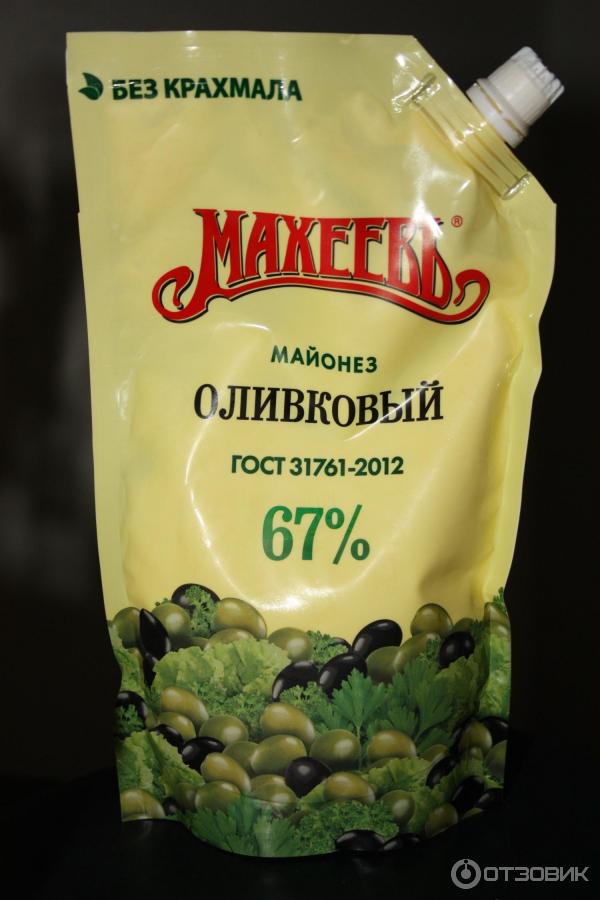 БЕЗ КРАХМАЛА
МАХЕЕВЪ®
МАЙОНЕЗ
ОЛИВКОВЫЙ
ГОСТ 31761-2012
67%
ОТЗОВИК